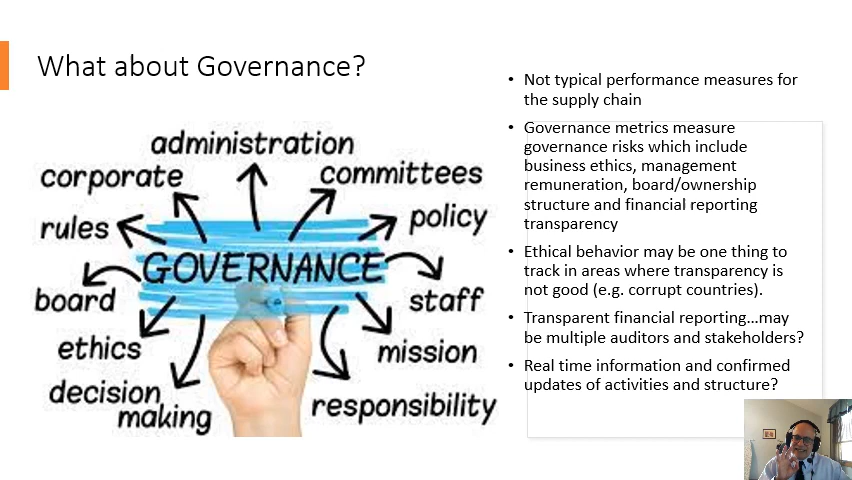 What about Governance?
administration
corporate
committees
rules
policy
GOVERNANCE
board
staff
ethics
mission
decision
making
responsibility
• Not typical performance measures for
the supply chain
• Governance metrics measure
governance risks which include
business ethics, management
remuneration, board/ownership
structure and financial reporting
transparency
• Ethical behavior may be one thing to
track in areas where transparency is
not good (e.g. corrupt countries).
• Transparent financial reporting…may
be multiple auditors and stakeholders?
• Real time information and confirmed
updates of activities and structure?